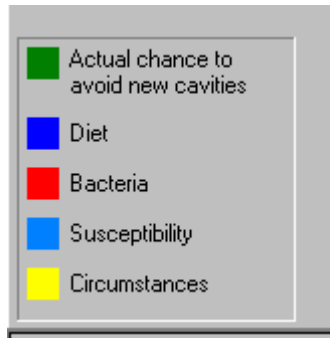 Actual chance to
avoid new cavities
Diet
Bacteria
Susceptibility
Circumstances